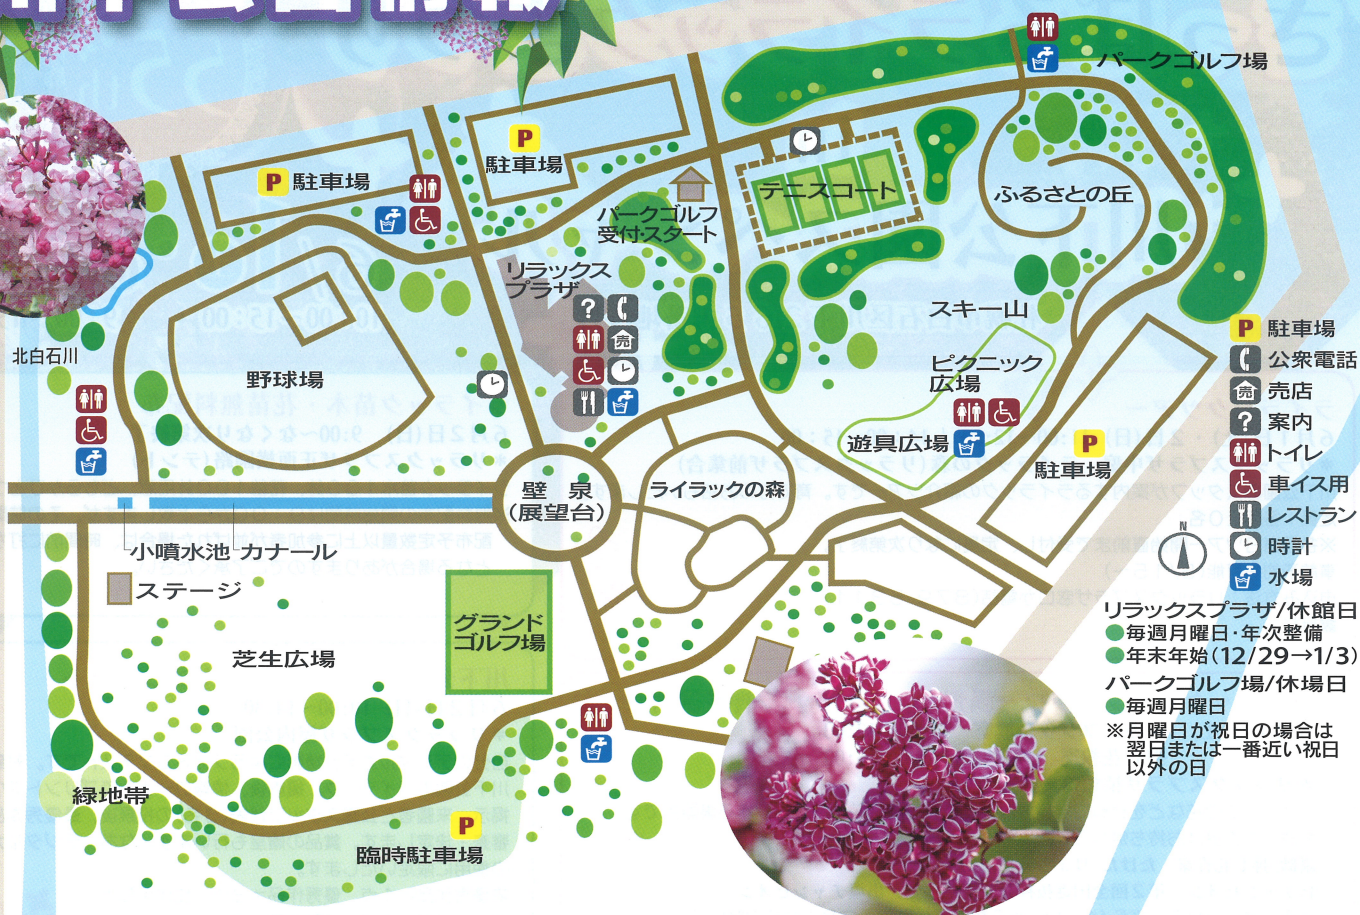 パークゴルフ場
P
駐車場
P
駐車場
テニスコート
ふるさとの丘
パークゴルフ
受付・スタート
リラックス
プラザ
?
売
スキー山
ピクニック
広場
遊具広場
P
駐車場
北白石川
野球場
壁 泉
(展望台)
ライラックの森
小噴水池
カナール
ステージ
グランド
ゴルフ場
芝生広場
緑地帯
P
臨時駐車場
N
P 駐車場
公衆電話
売 売店
? 案内
トイレ
車イス用
レストラン
時計
水場
リラックスプラザ/休館日
●毎週月曜日・年次整備
●年末年始(12/29→1/3)
パークゴルフ場/休場日
●毎週月曜日
※月曜日が祝日の場合は
翌日または一番近い祝日
以外の日